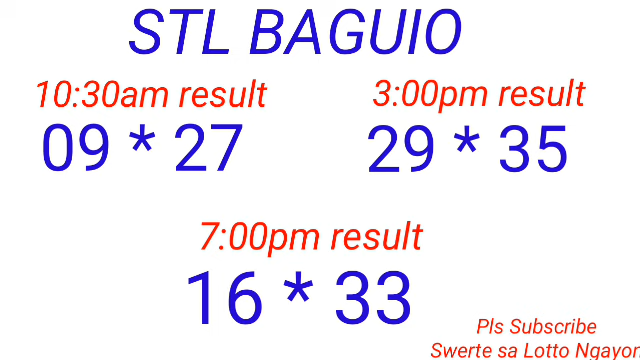 STL BAGUIO
10:30am result
09 * 27
3:00pm result
29 * 35
7:00pm result
16 * 33
Pls Subscribe
Swerte sa Lotto Ngayon